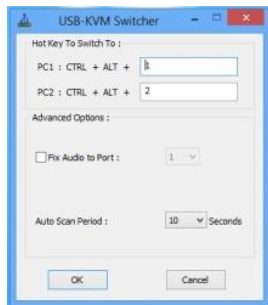 USB-KVM Switcher
Hot Key To Switch To :
PC1 : CTRL + ALT + 1
PC2 : CTRL + ALT + 2
Advanced Options :
Fix Audio to Port : 1
Auto Scan Period : 10 Seconds
OK Cancel